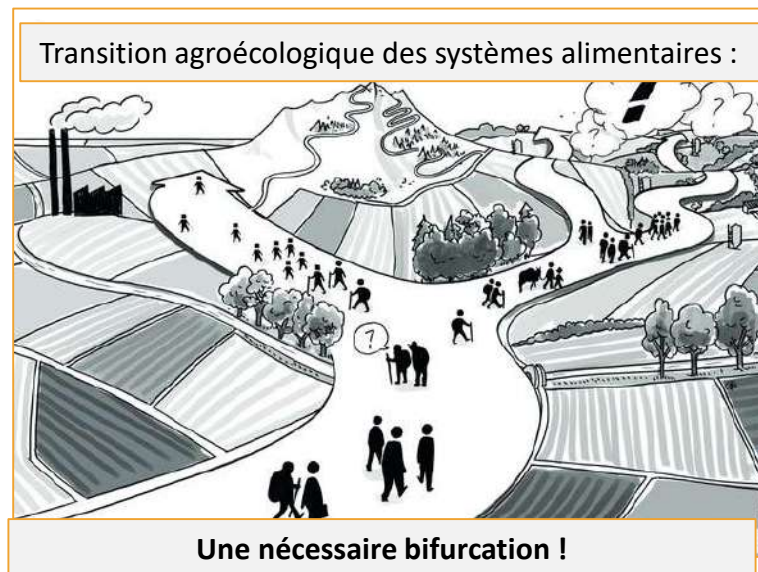 Transition agroécologique des systèmes alimentaires :
?
Une nécessaire bifurcation !